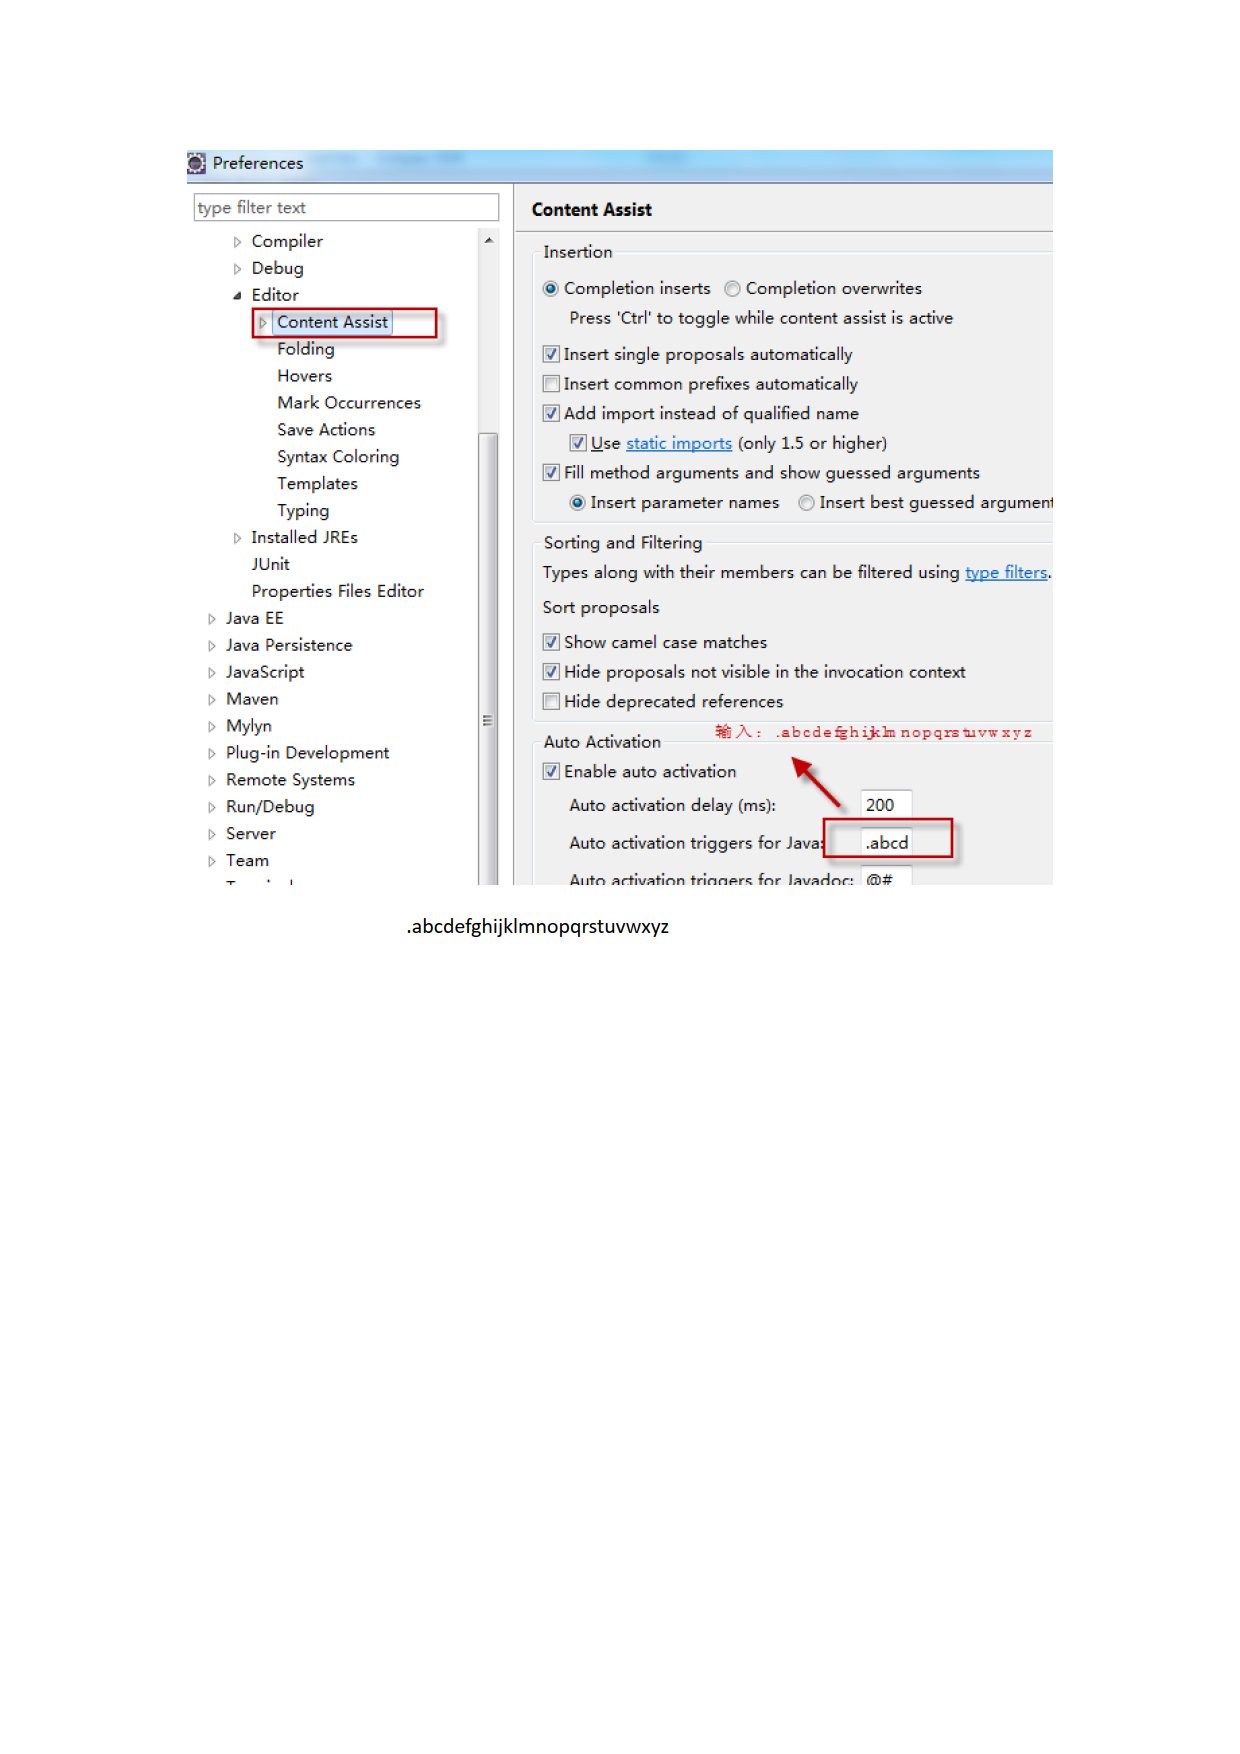 Preferences
type filter text
Compiler
Debug
Editor
Content Assist
Folding
Hovers
Mark Occurrences
Save Actions
Syntax Coloring
Templates
Typing
Installed JREs
JUnit
Properties Files Editor
Java EE
Java Persistence
JavaScript
Maven
Mylyn
Plug-in Development
Remote Systems
Run/Debug
Server
Team
Content Assist
Insertion
Completion inserts Completion overwrites
Press 'Ctrl' to toggle while content assist is active
Insert single proposals automatically
Insert common prefixes automatically
Add import instead of qualified name
Use static imports (only 1.5 or higher)
Fill method arguments and show guessed arguments
Insert parameter names Insert best guessed argument
Sorting and Filtering
Types along with their members can be filtered using type filters.
Sort proposals
Show camel case matches
Hide proposals not visible in the invocation context
Hide deprecated references
输入：.abcdefghijklmnopqrstuvwxyz
Auto Activation
Enable auto activation
Auto activation delay (ms): 200
Auto activation triggers for Java: .abcd
Auto activation triggers for Javadoc: @#
.abcdefghijklmnopqrstuvwxyz